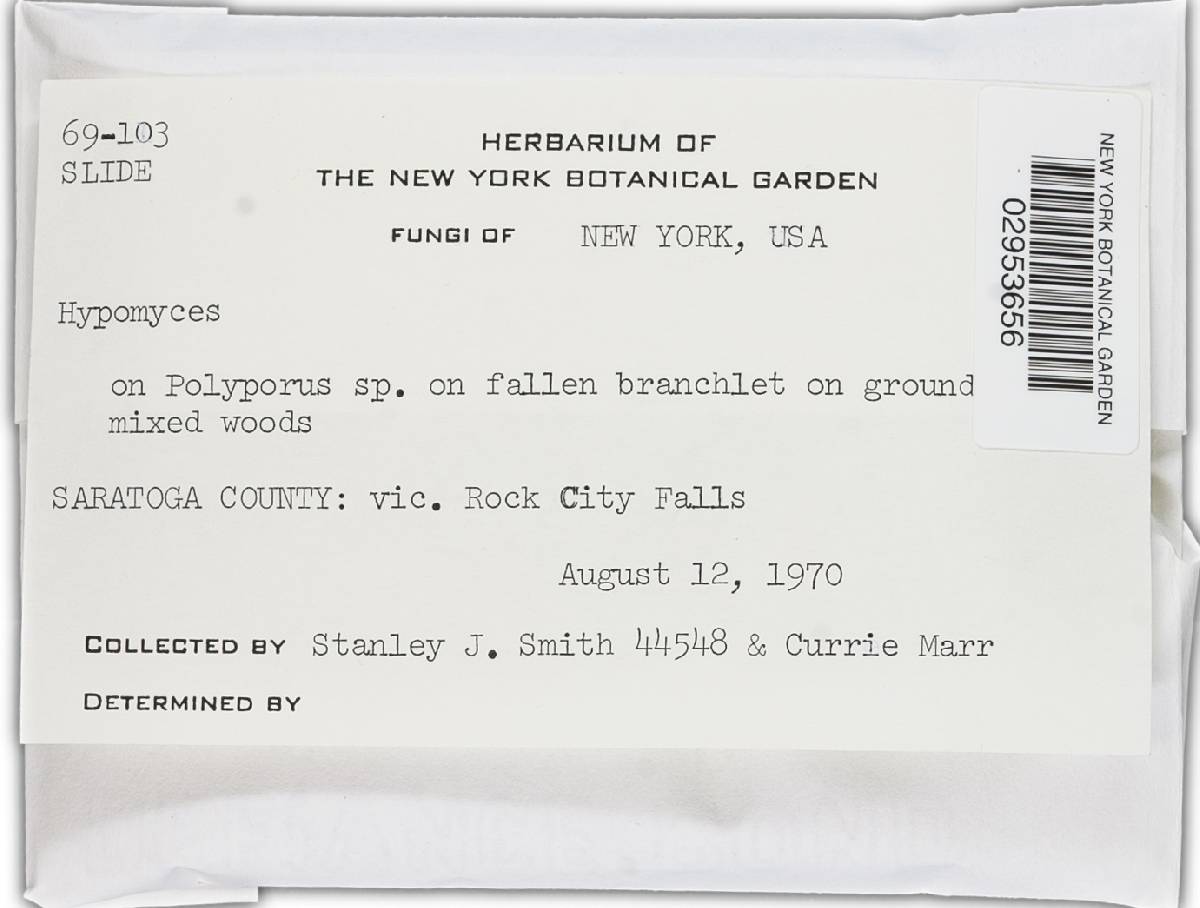 69-103
SLIDE
HERBARIUM OF
THE NEW YORK BOTANICAL GARDEN
FUNGI OF NEW YORK, USA
Hypomyces
on Polyporus sp. on fallen branchlet on ground
mixed woods
SARATOGA COUNTY: vic. Rock City Falls
August 12, 1970
COLLECTED BY Stanley J. Smith 44548 & Currie Marr
DETERMINED BY
NEW YORK BOTANICAL GARDEN
02953656